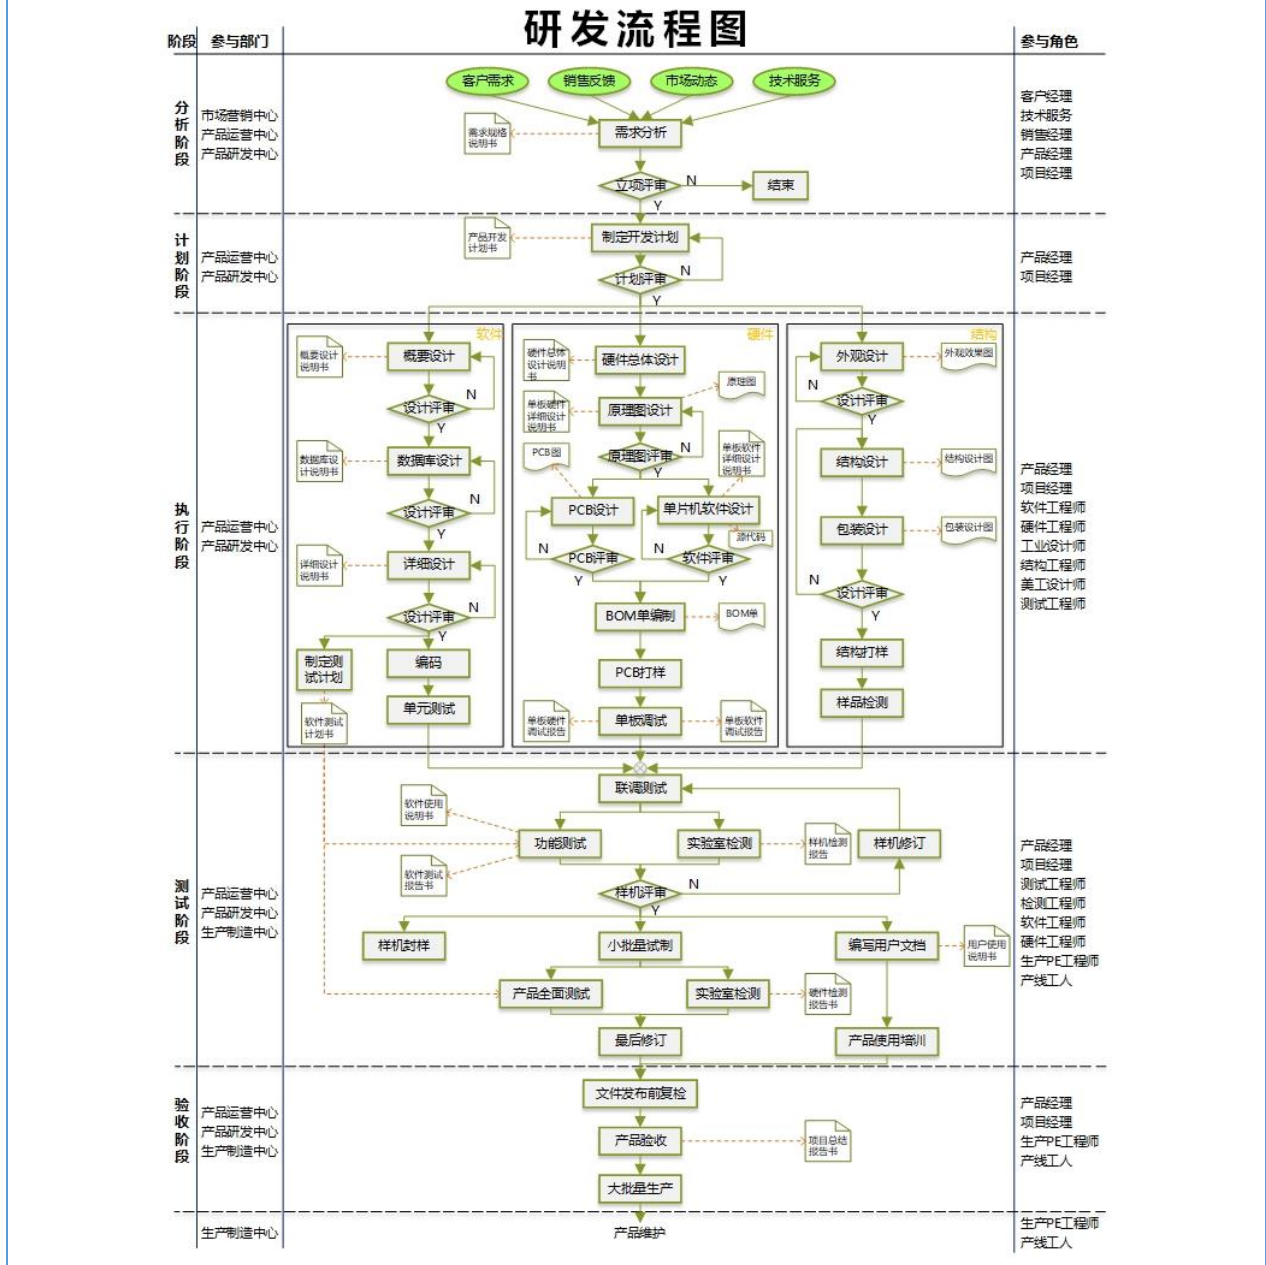 研发流程图
阶段
参与部门
参与角色
客户需求
销售反馈
市场动态
技术服务
分析阶段
市场营销中心
产品运营中心
产品研发中心
需求规格
说明书
需求分析
立项评审
N
结束
Y
客户经理
技术服务
销售经理
产品经理
项目经理
计划阶段
产品运营中心
产品研发中心
产品开发
计划书
制定开发计划
计划评审
N
Y
产品经理
项目经理
执行阶段
产品运营中心
产品研发中心
软件
概要设计
说明书
概要设计
N
设计评审
Y
数据库设
计说明书
数据库设计
N
设计评审
Y
详细设计
说明书
详细设计
N
设计评审
Y
制定测
试计划
编码
单元测试
软件测试
计划书
硬件
硬件总体
设计说明
书
硬件总体设计
原理图
单板硬件
详细设计
说明书
原理图设计
N
原理图评审
Y
PCB图
单板软件
详细设计
说明书
PCB设计
单片机软件设计
源代码
N
PCB评审
Y
N
软件评审
Y
BOM单编制
BOM单
PCB打样
单板硬件
调试报告
单板调试
单板软件
调试报告
结构
外观设计
外观效果图
N
设计评审
Y
结构设计
结构设计图
包装设计
包装设计图
N
设计评审
Y
结构打样
样品检测
产品经理
项目经理
软件工程师
硬件工程师
工业设计师
结构工程师
美工设计师
测试工程师
测试阶段
产品运营中心
产品研发中心
生产制造中心
联调测试
软件使用
说明书
功能测试
实验室检测
样机检测
报告
样机修订
软件测试
报告书
样机评审
N
Y
样机封样
小批量试制
编写用户文档
用户使用
说明书
产品全面测试
实验室检测
硬件检测
报告书
最后修订
产品使用培训
产品经理
项目经理
测试工程师
检测工程师
软件工程师
硬件工程师
生产PE工程师
产线工人
验收阶段
产品运营中心
产品研发中心
生产制造中心
文件发布前复检
产品验收
项目总结
报告书
大批量生产
产品经理
项目经理
生产PE工程师
产线工人
生产制造中心
产品维护
生产PE工程师
产线工人